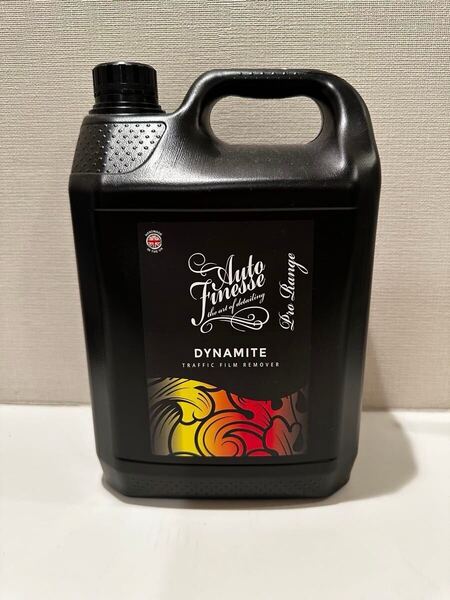 Auto
Finesse
the art of detailing
Pro Range
DYNAMITE
TRAFFIC FILM REMOVER